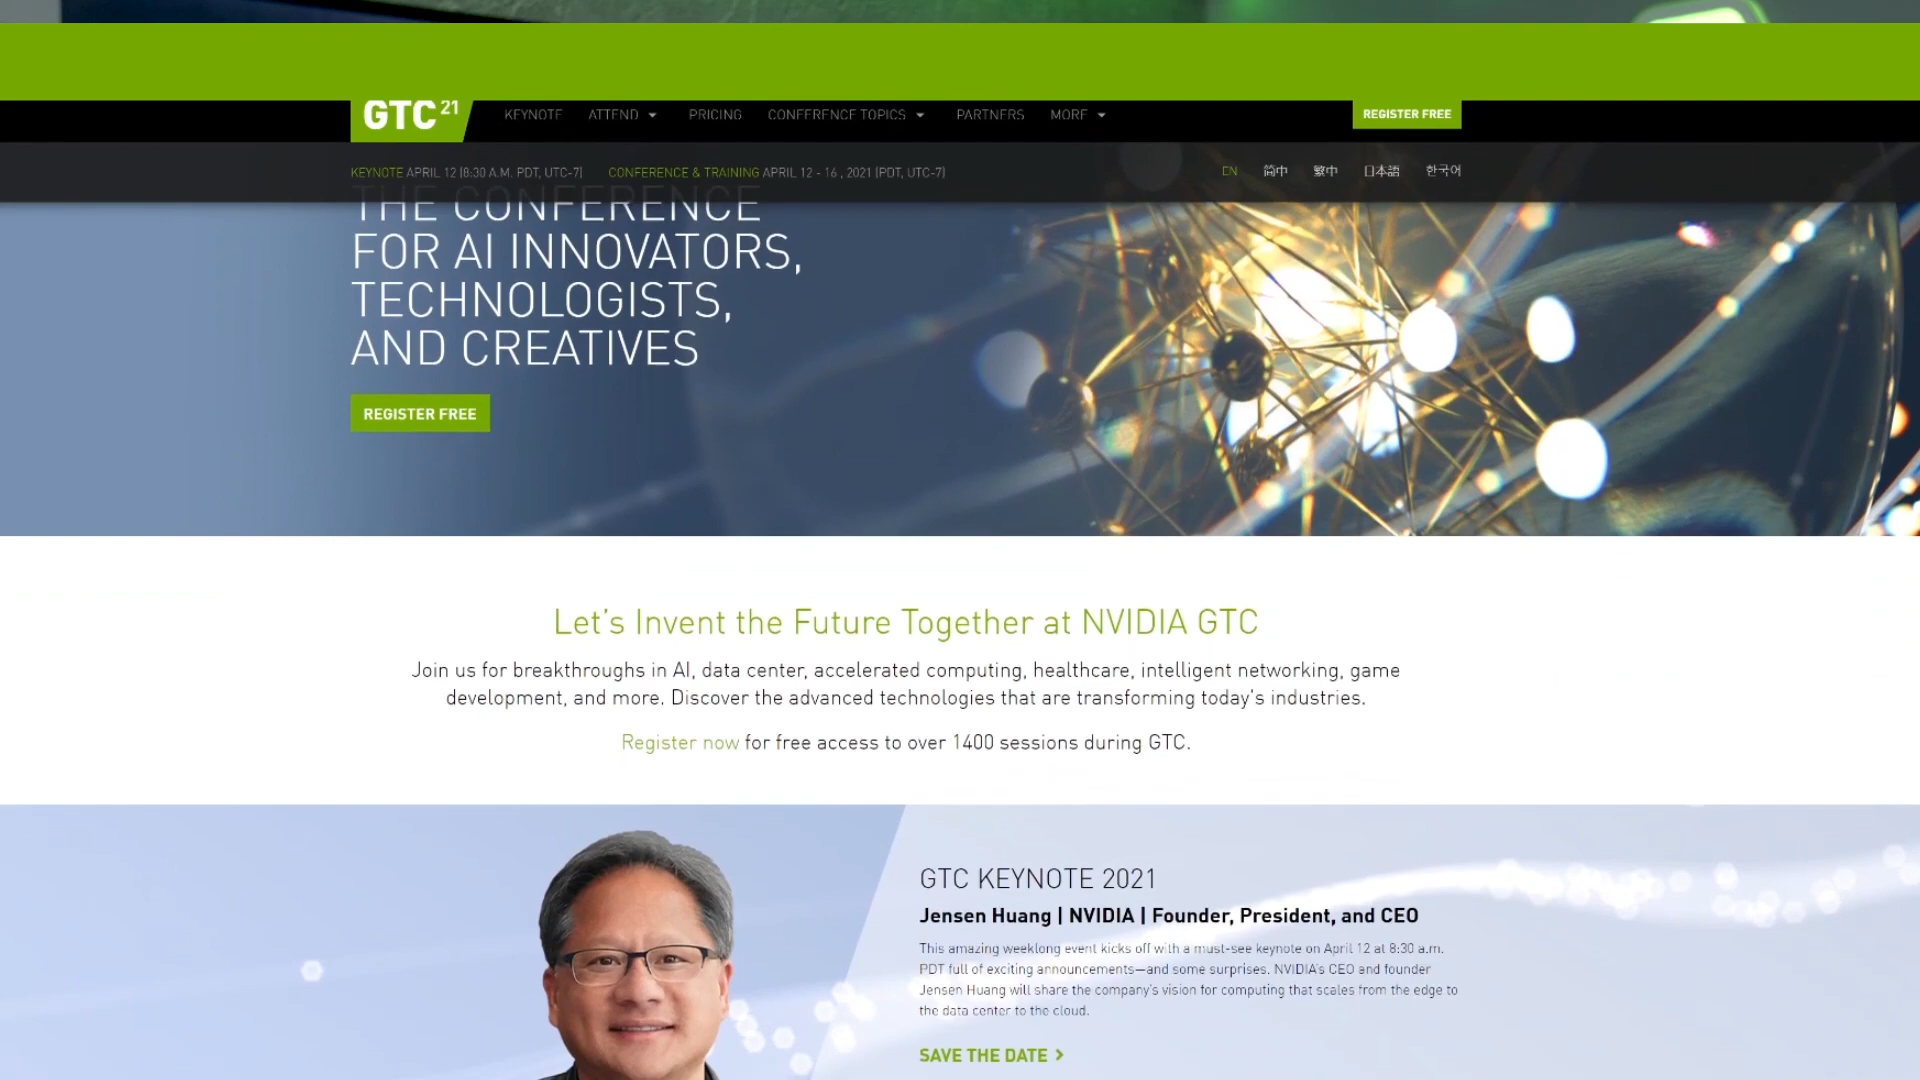 GTC 21
KEYNOTE ATTEND PRICING CONFERENCE TOPICS PARTNERS MORE
REGISTER FREE
KEYNOTE APRIL 12 (8:30 A.M. PDT, UTC-7) CONFERENCE & TRAINING APRIL 12 - 16 , 2021 (PDT, UTC-7)
EN 简中 繁中 日本語 한국어
THE CONFERENCE
FOR AI INNOVATORS,
TECHNOLOGISTS,
AND CREATIVES
REGISTER FREE
Let's Invent the Future Together at NVIDIA GTC
Join us for breakthroughs in AI, data center, accelerated computing, healthcare, intelligent networking, game
development, and more. Discover the advanced technologies that are transforming today's industries.
Register now for free access to over 1400 sessions during GTC.
GTC KEYNOTE 2021
Jensen Huang | NVIDIA | Founder, President, and CEO
This amazing weeklong event kicks off with a must-see keynote on April 12 at 8:30 a.m.
PDT full of exciting announcements—and some surprises. NVIDIA's CEO and founder
Jensen Huang will share the company's vision for computing that scales from the edge to
the data center to the cloud.
SAVE THE DATE >